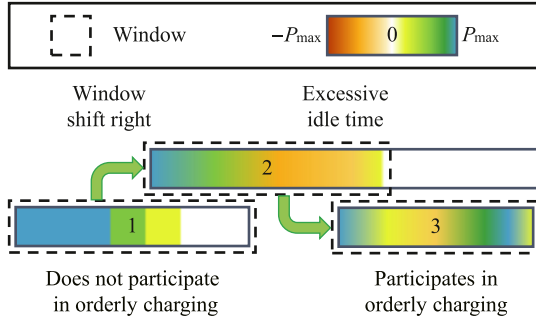 Window
−Pmax 0 Pmax
Window
shift right
Excessive
idle time
2
1
3
Does not participate
in orderly charging
Participates in
orderly charging